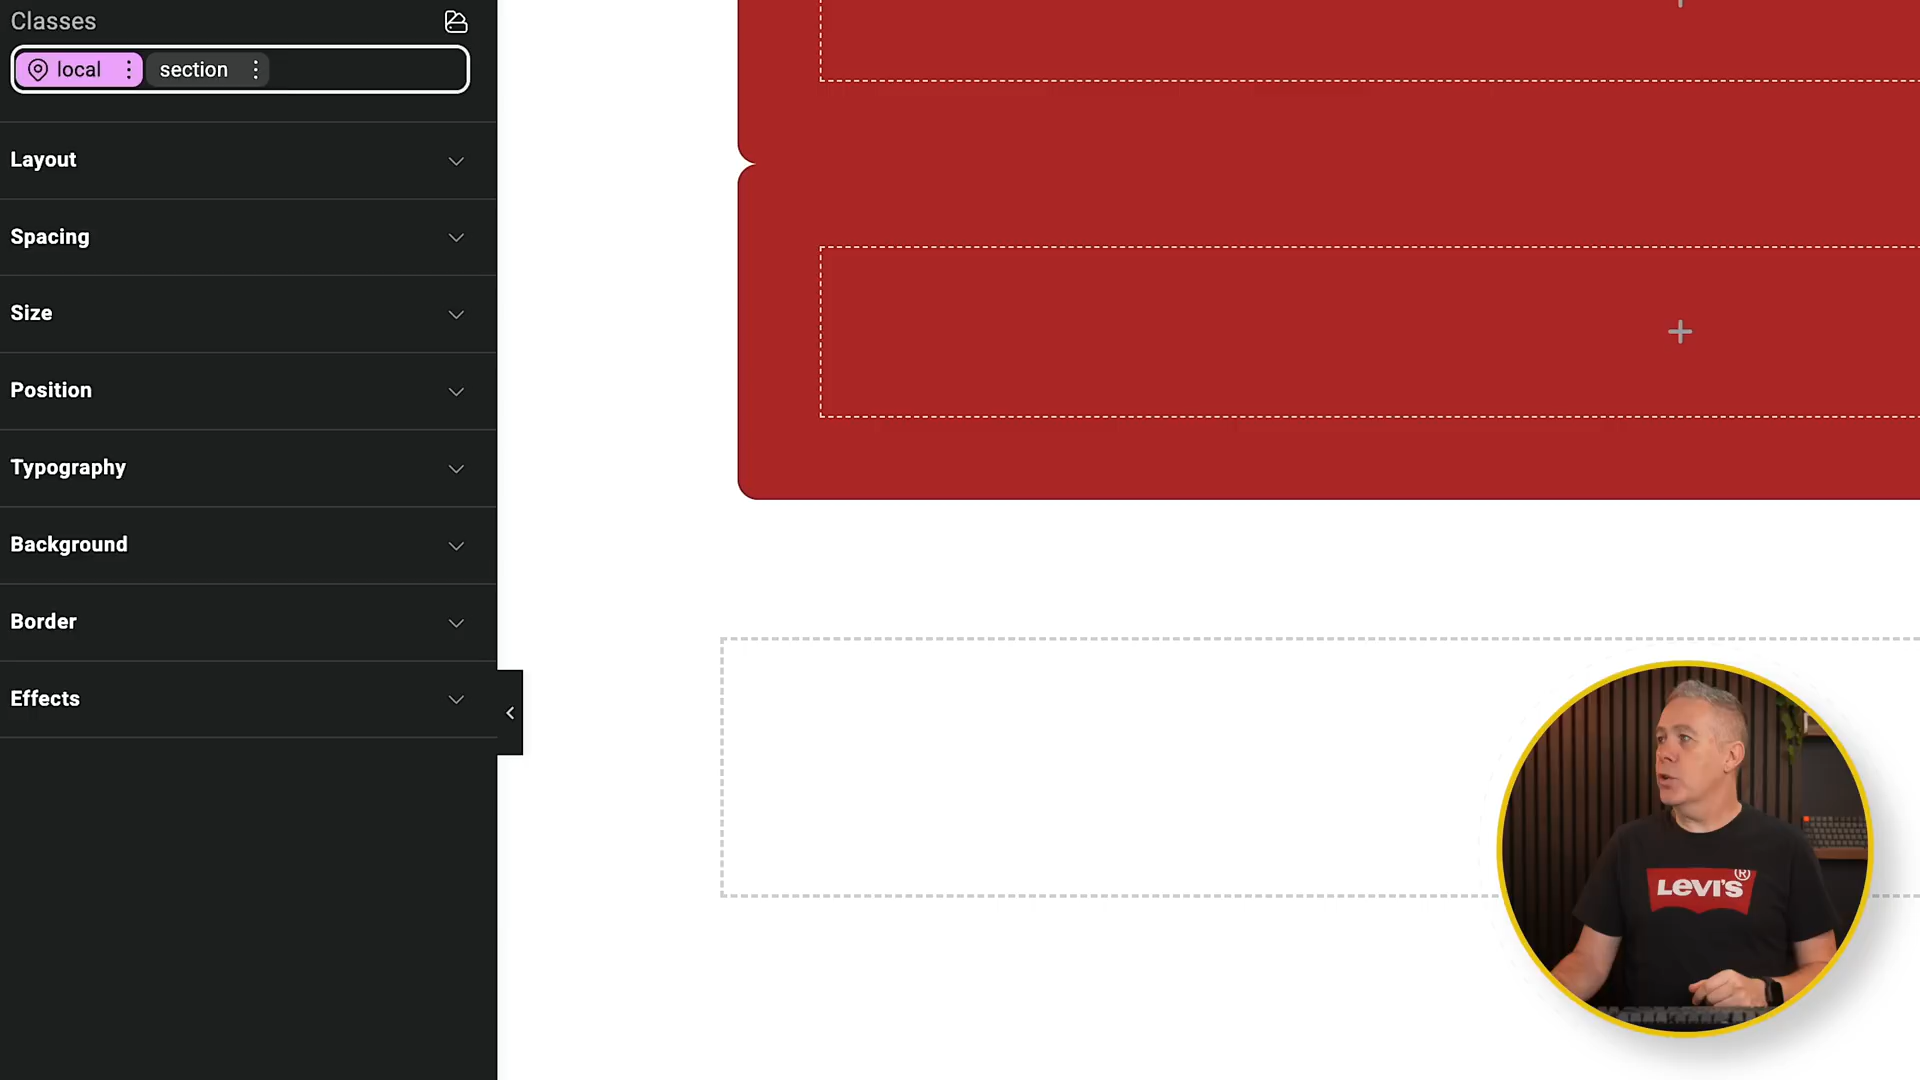 Classes
local section
Layout
Spacing
Size
Position
Typography
Background
Border
Effects
LEVI'S®